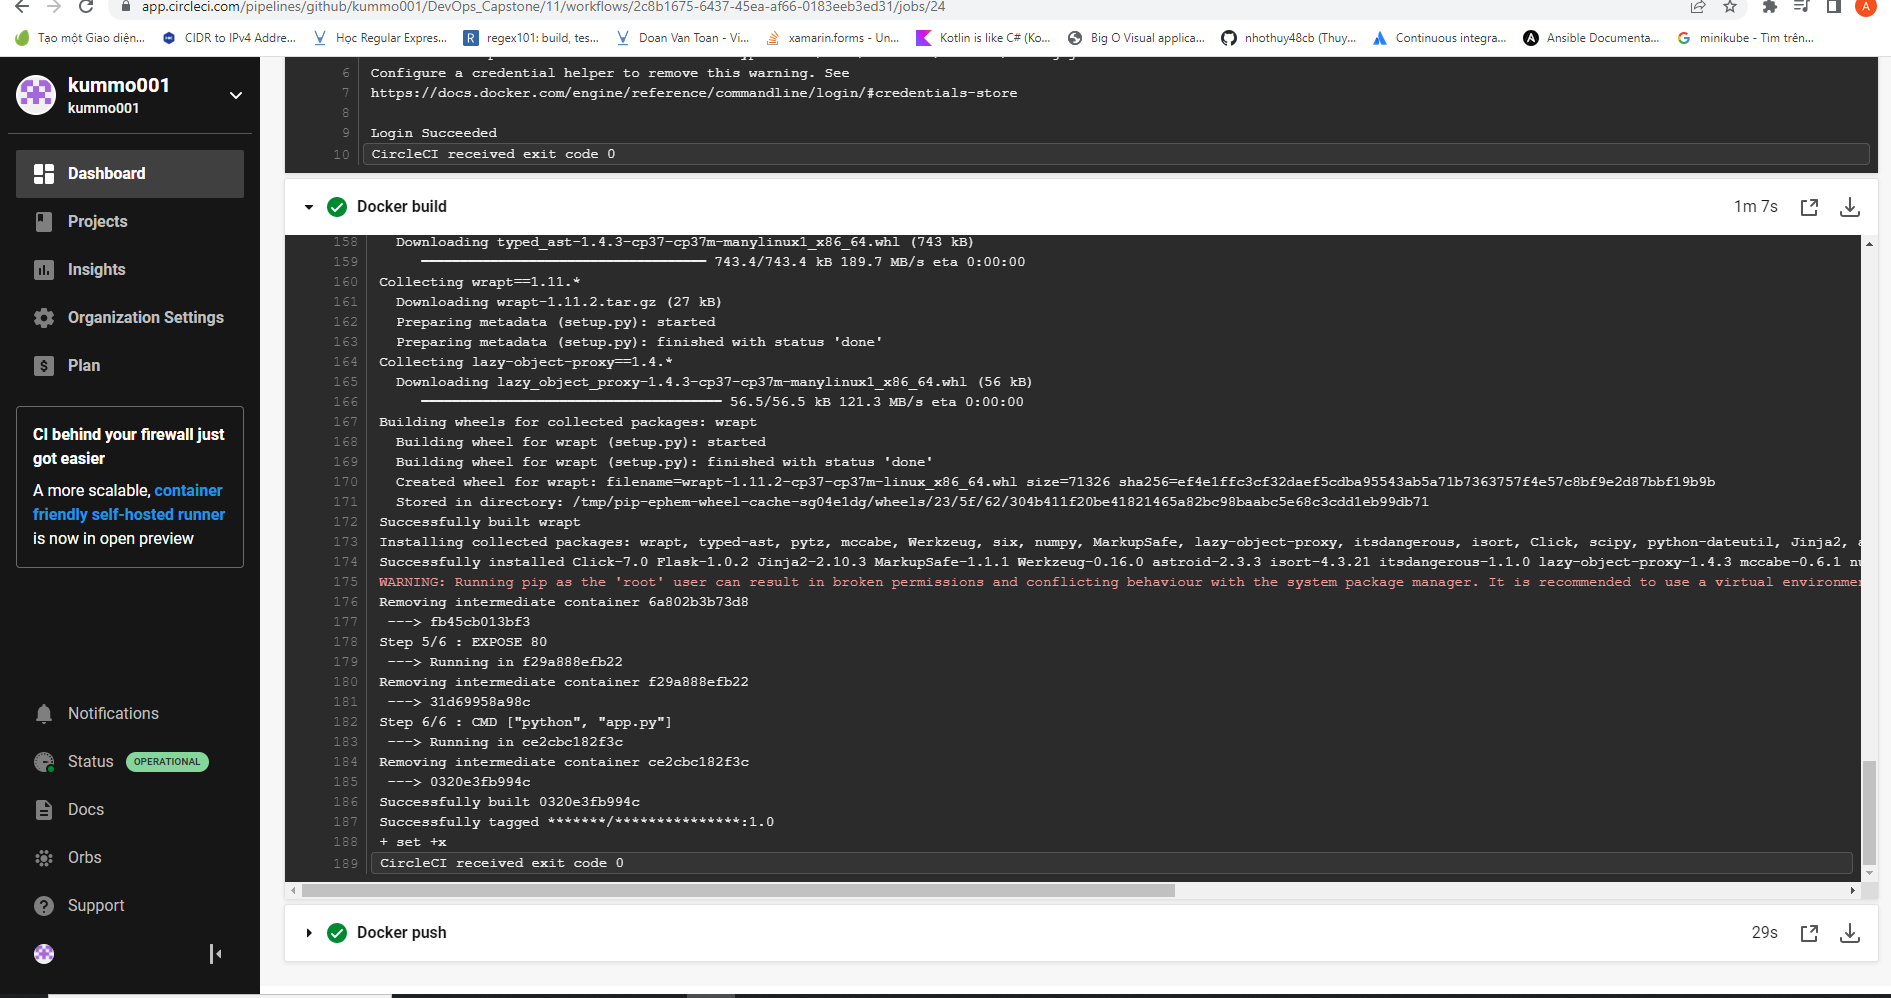 app.circleci.com/pipelines/github/kummo001/DevOps_Capstone/11/workflows/2c8b1675-6437-45ea-af66-0183eeb3ed31/jobs/24
A
Tạo một Giao diện...
CIDR to IPv4 Addre...
Học Regular Expres...
regex101: build, tes...
Doan Van Toan - Vi...
xamarin.forms - Un...
Kotlin is like C# (Ko...
Big O Visual applica...
nhothuy48cb (Thuy...
Continuous integra...
Ansible Documenta...
minikube - Tìm trên...
kummo001
kummo001
Dashboard
Projects
Insights
Organization Settings
Plan
CI behind your firewall just
got easier
A more scalable, container
friendly self-hosted runner
is now in open preview
Notifications
Status OPERATIONAL
Docs
Orbs
Support
6 Configure a credential helper to remove this warning. See
7 https://docs.docker.com/engine/reference/commandline/login/#credentials-store
8
9 Login Succeeded
10 CircleCI received exit code 0
Docker build 1m 7s
158 Downloading typed_ast-1.4.3-cp37-cp37m-manylinux1_x86_64.whl (743 kB)
159 743.4/743.4 kB 189.7 MB/s eta 0:00:00
160 Collecting wrapt==1.11.*
161 Downloading wrapt-1.11.2.tar.gz (27 kB)
162 Preparing metadata (setup.py): started
163 Preparing metadata (setup.py): finished with status 'done'
164 Collecting lazy-object-proxy==1.4.*
165 Downloading lazy_object_proxy-1.4.3-cp37-cp37m-manylinux1_x86_64.whl (56 kB)
166 56.5/56.5 kB 121.3 MB/s eta 0:00:00
167 Building wheels for collected packages: wrapt
168 Building wheel for wrapt (setup.py): started
169 Building wheel for wrapt (setup.py): finished with status 'done'
170 Created wheel for wrapt: filename=wrapt-1.11.2-cp37-cp37m-linux_x86_64.whl size=71326 sha256=ef4e1ffc3cf32daef5cdba95543ab5a71b7363757f4e57c8bf9e2d87bbf19b9b
171 Stored in directory: /tmp/pip-ephem-wheel-cache-sg04e1dg/wheels/23/5f/62/304b411f20be41821465a82bc98baabc5e68c3cdd1eb99db71
172 Successfully built wrapt
173 Installing collected packages: wrapt, typed-ast, pytz, mccabe, Werkzeug, six, numpy, MarkupSafe, lazy-object-proxy, itsdangerous, isort, Click, scipy, python-dateutil, Jinja2,
174 Successfully installed Click-7.0 Flask-1.0.2 Jinja2-2.10.3 MarkupSafe-1.1.1 Werkzeug-0.16.0 astroid-2.3.3 isort-4.3.21 itsdangerous-1.1.0 lazy-object-proxy-1.4.3 mccabe-0.6.1
175 WARNING: Running pip as the 'root' user can result in broken permissions and conflicting behaviour with the system package manager. It is recommended to use a virtual environme
176 Removing intermediate container 6a802b3b73d8
177 ---> fb45cb013bf3
178 Step 5/6 : EXPOSE 80
179 ---> Running in f29a888efb22
180 Removing intermediate container f29a888efb22
181 ---> 31d69958a98c
182 Step 6/6 : CMD ["python", "app.py"]
183 ---> Running in ce2cbc182f3c
184 Removing intermediate container ce2cbc182f3c
185 ---> 0320e3fb994c
186 Successfully built 0320e3fb994c
187 Successfully tagged *******/***************:1.0
188 + set +x
189 CircleCI received exit code 0
Docker push 29s